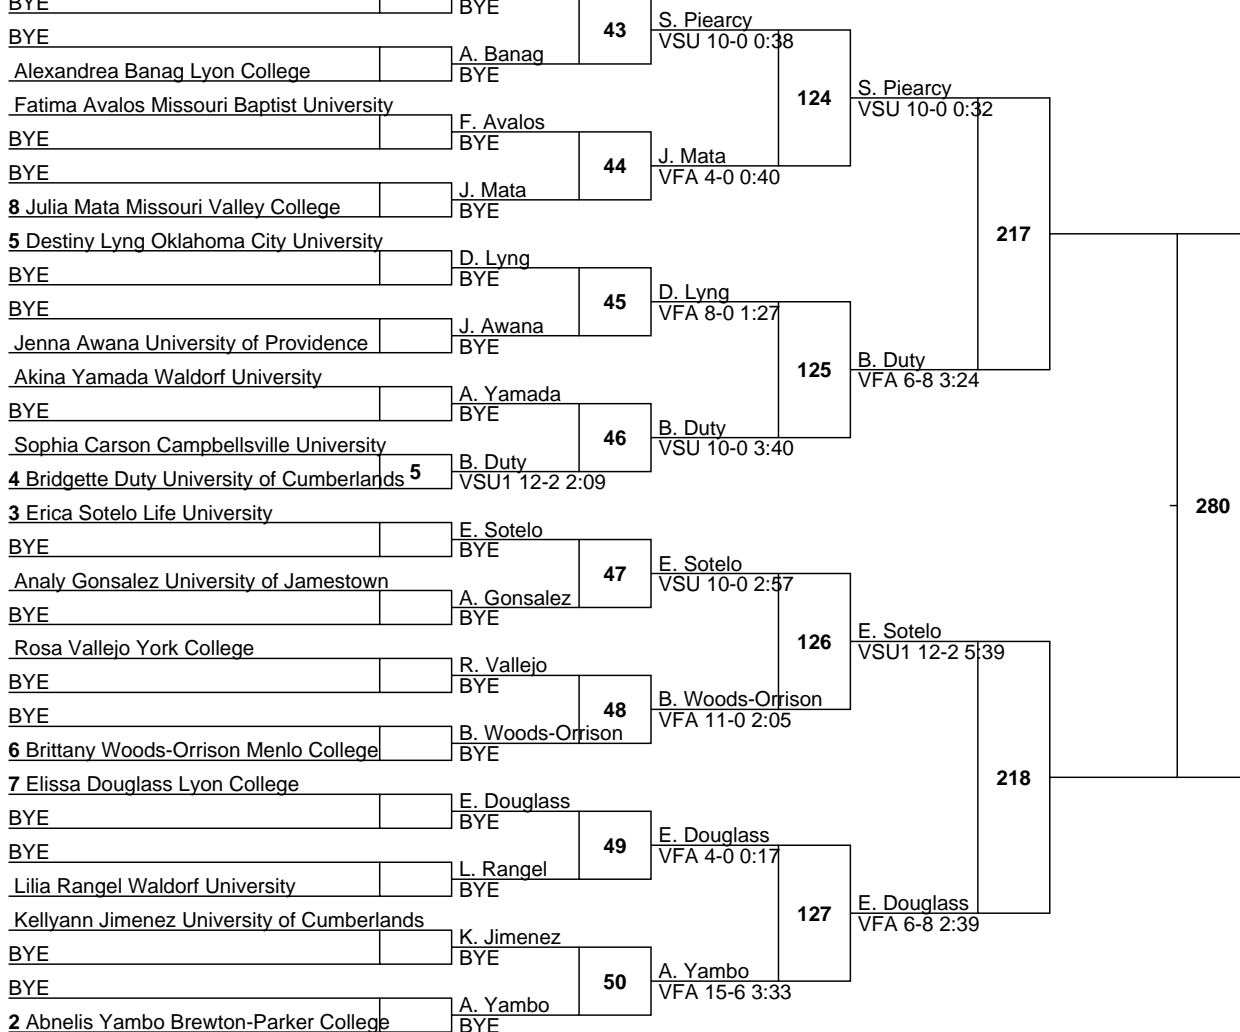 BYE
BYE
Alexandrea Banag Lyon College
Fatima Avalos Missouri Baptist University
BYE
BYE
8 Julia Mata Missouri Valley College
5 Destiny Lyng Oklahoma City University
BYE
BYE
Jenna Awana University of Providence
Akina Yamada Waldorf University
BYE
Sophia Carson Campbellsville University
4 Bridgette Duty University of Cumberlands
3 Erica Sotelo Life University
BYE
Analy Gonsalez University of Jamestown
BYE
Rosa Vallejo York College
BYE
BYE
6 Brittany Woods-Orrison Menlo College
7 Elissa Douglass Lyon College
BYE
BYE
Lilia Rangel Waldorf University
Kellyann Jimenez University of Cumberlands
BYE
BYE
2 Abnelis Yambo Brewton-Parker College
5
BYE
A. Banag
BYE
F. Avalos
BYE
J. Mata
BYE
D. Lyng
BYE
J. Awana
BYE
A. Yamada
BYE
B. Duty
VSU1 12-2 2:09
E. Sotelo
BYE
A. Gonsalez
BYE
R. Vallejo
BYE
B. Woods-Orrison
BYE
E. Douglass
BYE
L. Rangel
BYE
K. Jimenez
BYE
A. Yambo
BYE
43
44
45
46
47
48
49
50
S. Piearcy
VSU 10-0 0:38
J. Mata
VFA 4-0 0:40
D. Lyng
VFA 8-0 1:27
B. Duty
VSU 10-0 3:40
E. Sotelo
VSU 10-0 2:57
B. Woods-Orrison
VFA 11-0 2:05
E. Douglass
VFA 4-0 0:17
A. Yambo
VFA 15-6 3:33
124
125
126
127
S. Piearcy
VSU 10-0 0:32
B. Duty
VFA 6-8 3:24
E. Sotelo
VSU1 12-2 5:39
E. Douglass
VFA 6-8 2:39
217
218
280